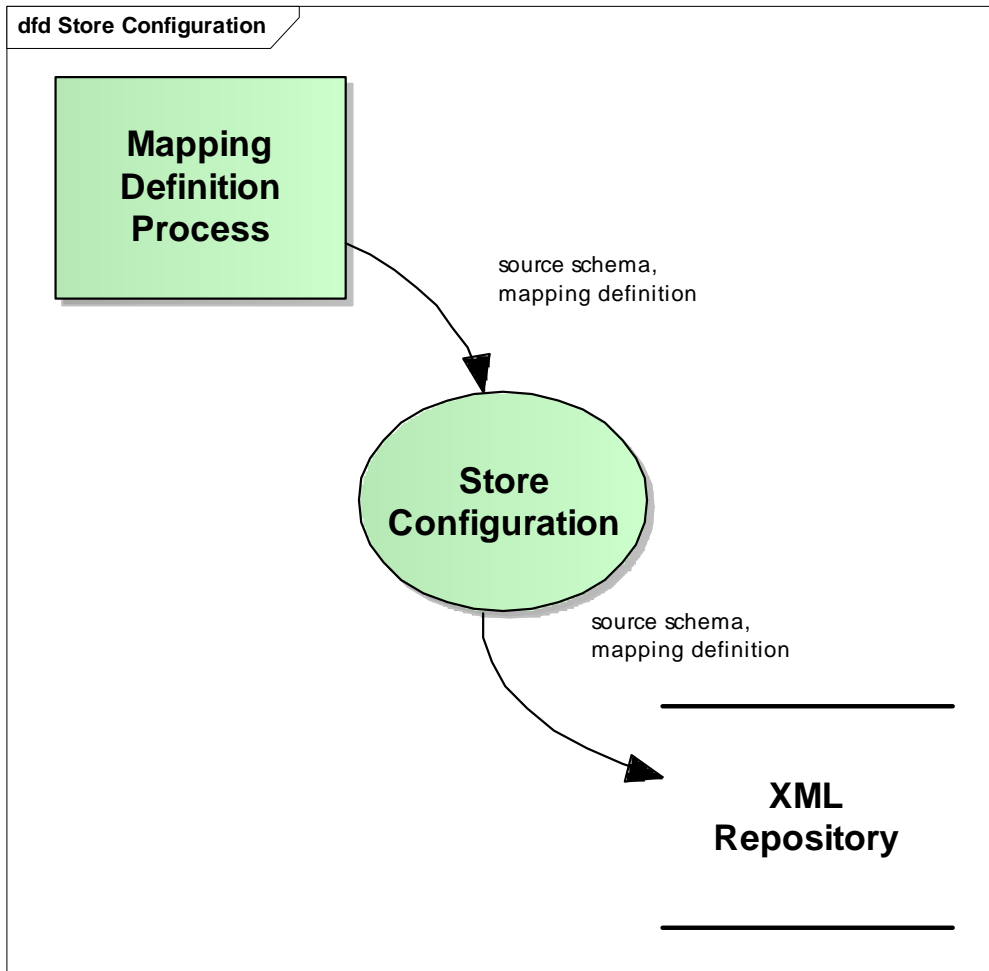 dfd Store Configuration
Mapping
Definition
Process
source schema,
mapping definition
Store
Configuration
source schema,
mapping definition
XML
Repository